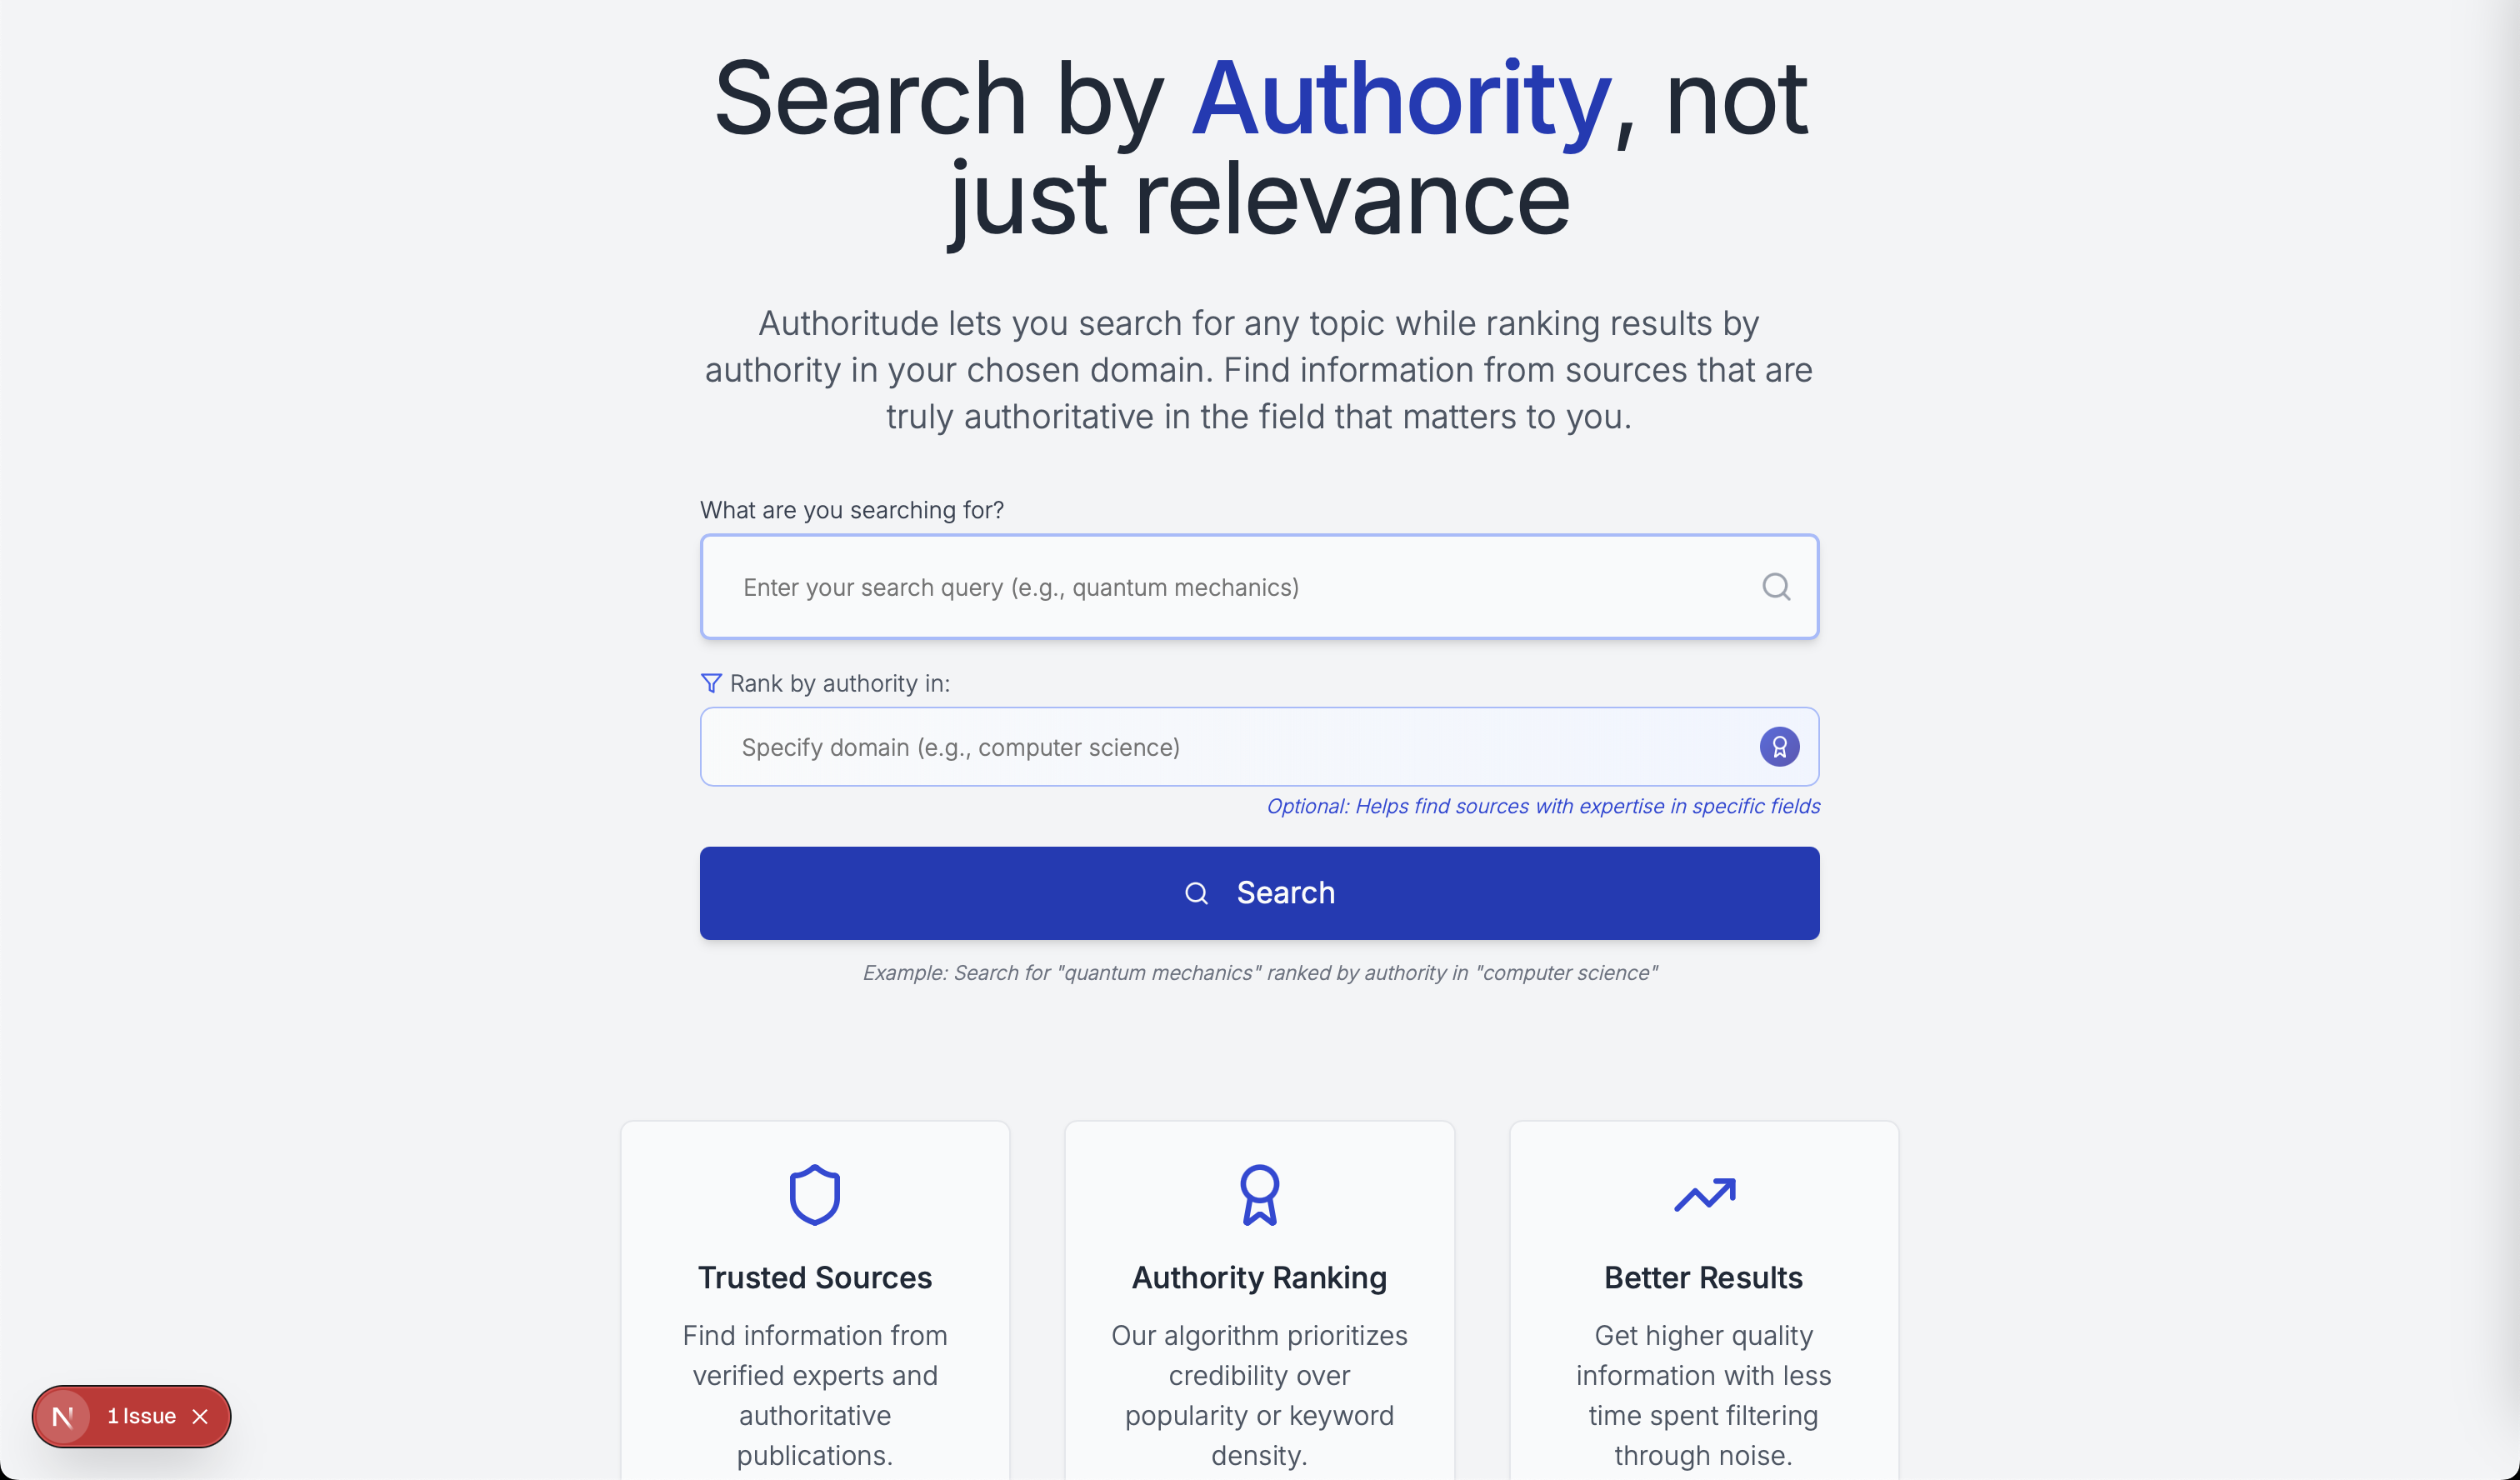 Search by Authority, not
just relevance
Authoritude lets you search for any topic while ranking results by
authority in your chosen domain. Find information from sources that are
truly authoritative in the field that matters to you.
What are you searching for?
Enter your search query (e.g., quantum mechanics)
Rank by authority in:
Specify domain (e.g., computer science)
Optional: Helps find sources with expertise in specific fields
Search
Example: Search for "quantum mechanics" ranked by authority in "computer science"
Trusted Sources
Find information from
verified experts and
authoritative
publications.
Authority Ranking
Our algorithm prioritizes
credibility over
popularity or keyword
density.
Better Results
Get higher quality
information with less
time spent filtering
through noise.
N
1 Issue